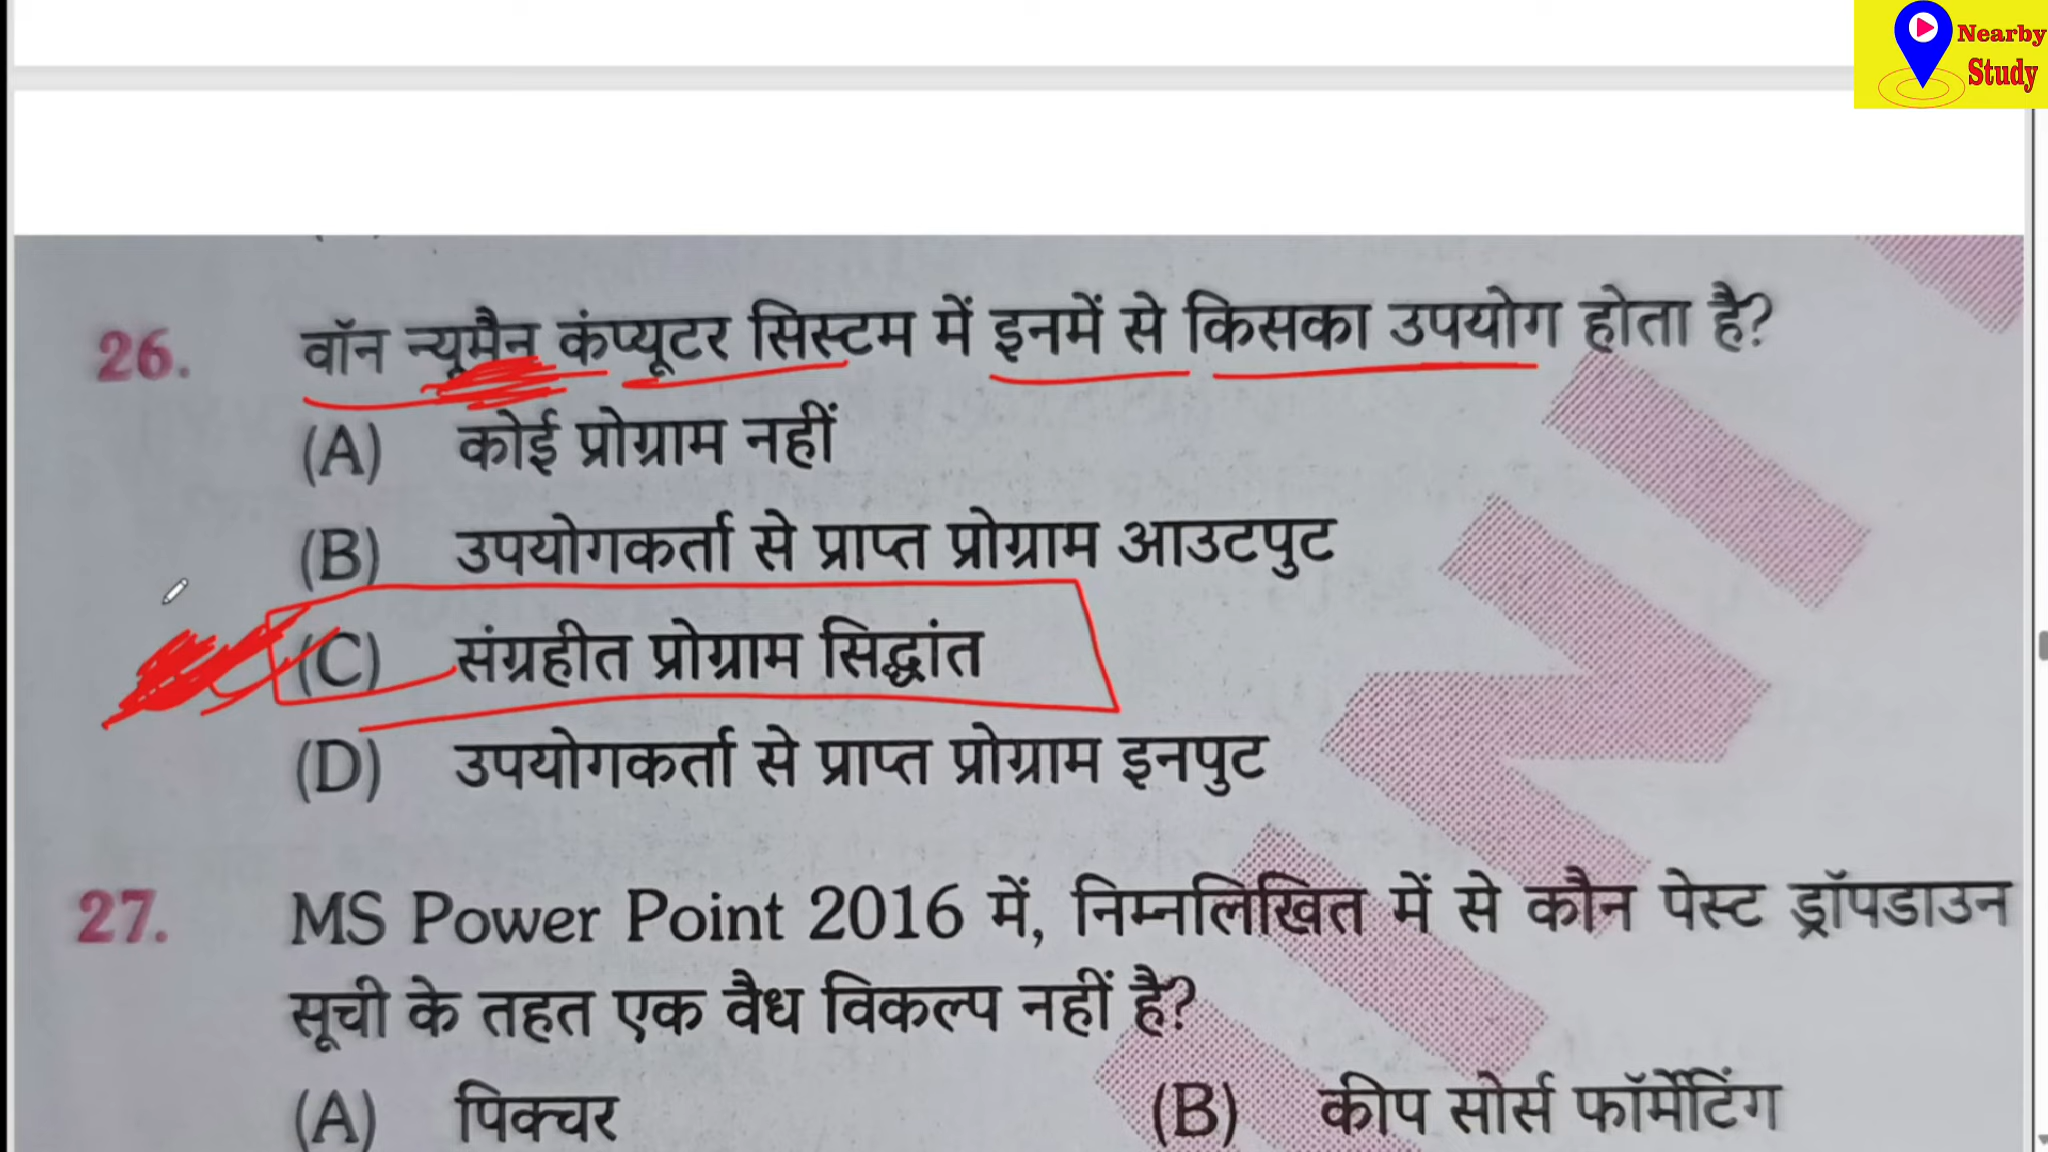 Nearby
Study
26. वॉन न्यूमैन कंप्यूटर सिस्टम में इनमें से किसका उपयोग होता है?
(A) कोई प्रोग्राम नहीं
(B) उपयोगकर्ता से प्राप्त प्रोग्राम आउटपुट
(C) संग्रहीत प्रोग्राम सिद्धांत
(D) उपयोगकर्ता से प्राप्त प्रोग्राम इनपुट
27. MS Power Point 2016 में, निम्नलिखित में से कौन पेस्ट ड्रॉपडाउन
सूची के तहत एक वैध विकल्प नहीं है?
(A) पिक्चर (B) कीप सोर्स फॉर्मेटिंग